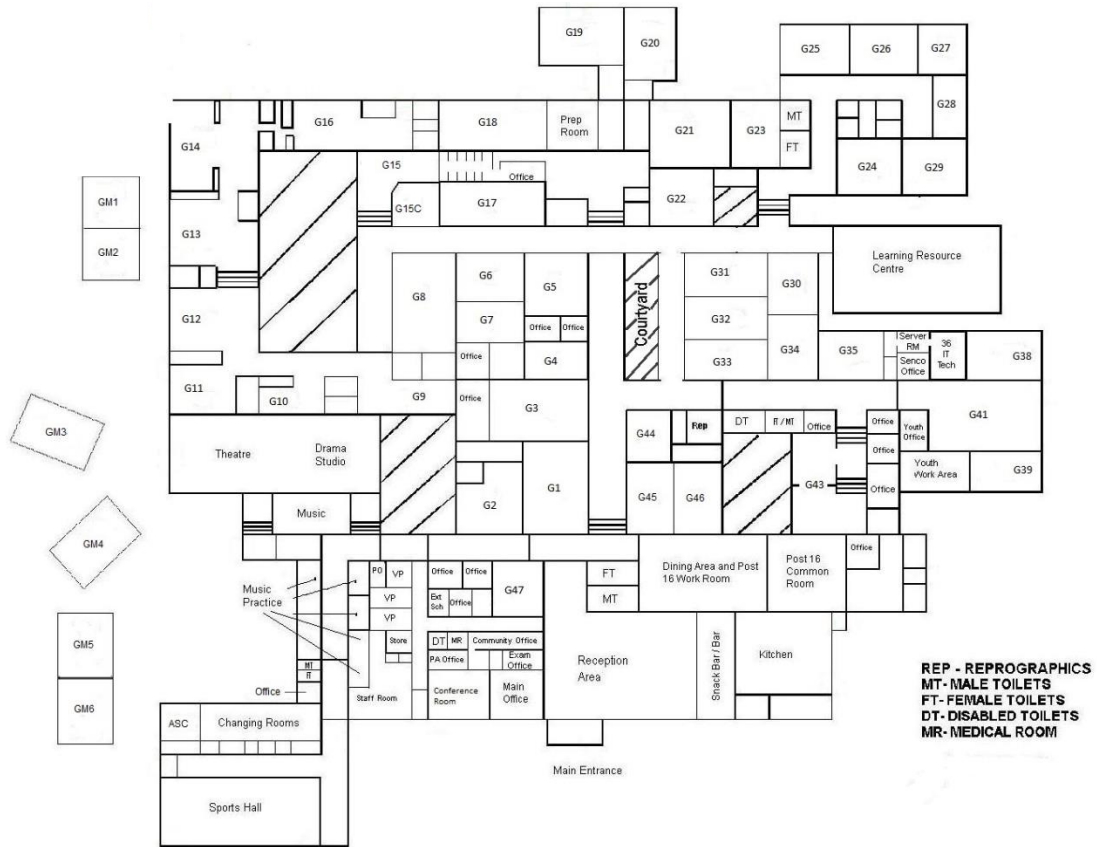 G19
G20
G25
G26
G27
G28
G16
G18
Prep
Room
G21
G23
MT
FT
G14
G15
Office
G24
G29
G15C
G17
G22
GM1
GM2
G13
Learning Resource
Centre
G6
G5
G31
G30
G8
Courtyard
G7
Office
Office
G32
G12
Office
G4
G33
G34
G35
Server
RM
Senco
Office
36
IT
Tech
G38
G11
G10
G9
Office
G3
GM3
Theatre
Drama
Studio
G44
Rep
DT
FT / MT
Office
Office
Youth
Office
G41
Office
Youth
Work Area
G39
G2
G1
G45
G46
G43
Office
Music
GM4
Music
Practice
PO
VP
Office
Office
VP
Ext
Sch
Office
G47
VP
FT
MT
Dining Area and Post
16 Work Room
Post 16
Common
Room
Office
GM5
Store
DT
MR
Community Office
PA Office
Exam
Office
Reception
Area
Snack Bar / Bar
Kitchen
MT
FT
Office
Staff Room
Conference
Room
Main
Office
GM6
ASC
Changing Rooms
Main Entrance
Sports Hall
REP - REPROGRAPHICS
MT- MALE TOILETS
FT- FEMALE TOILETS
DT- DISABLED TOILETS
MR- MEDICAL ROOM